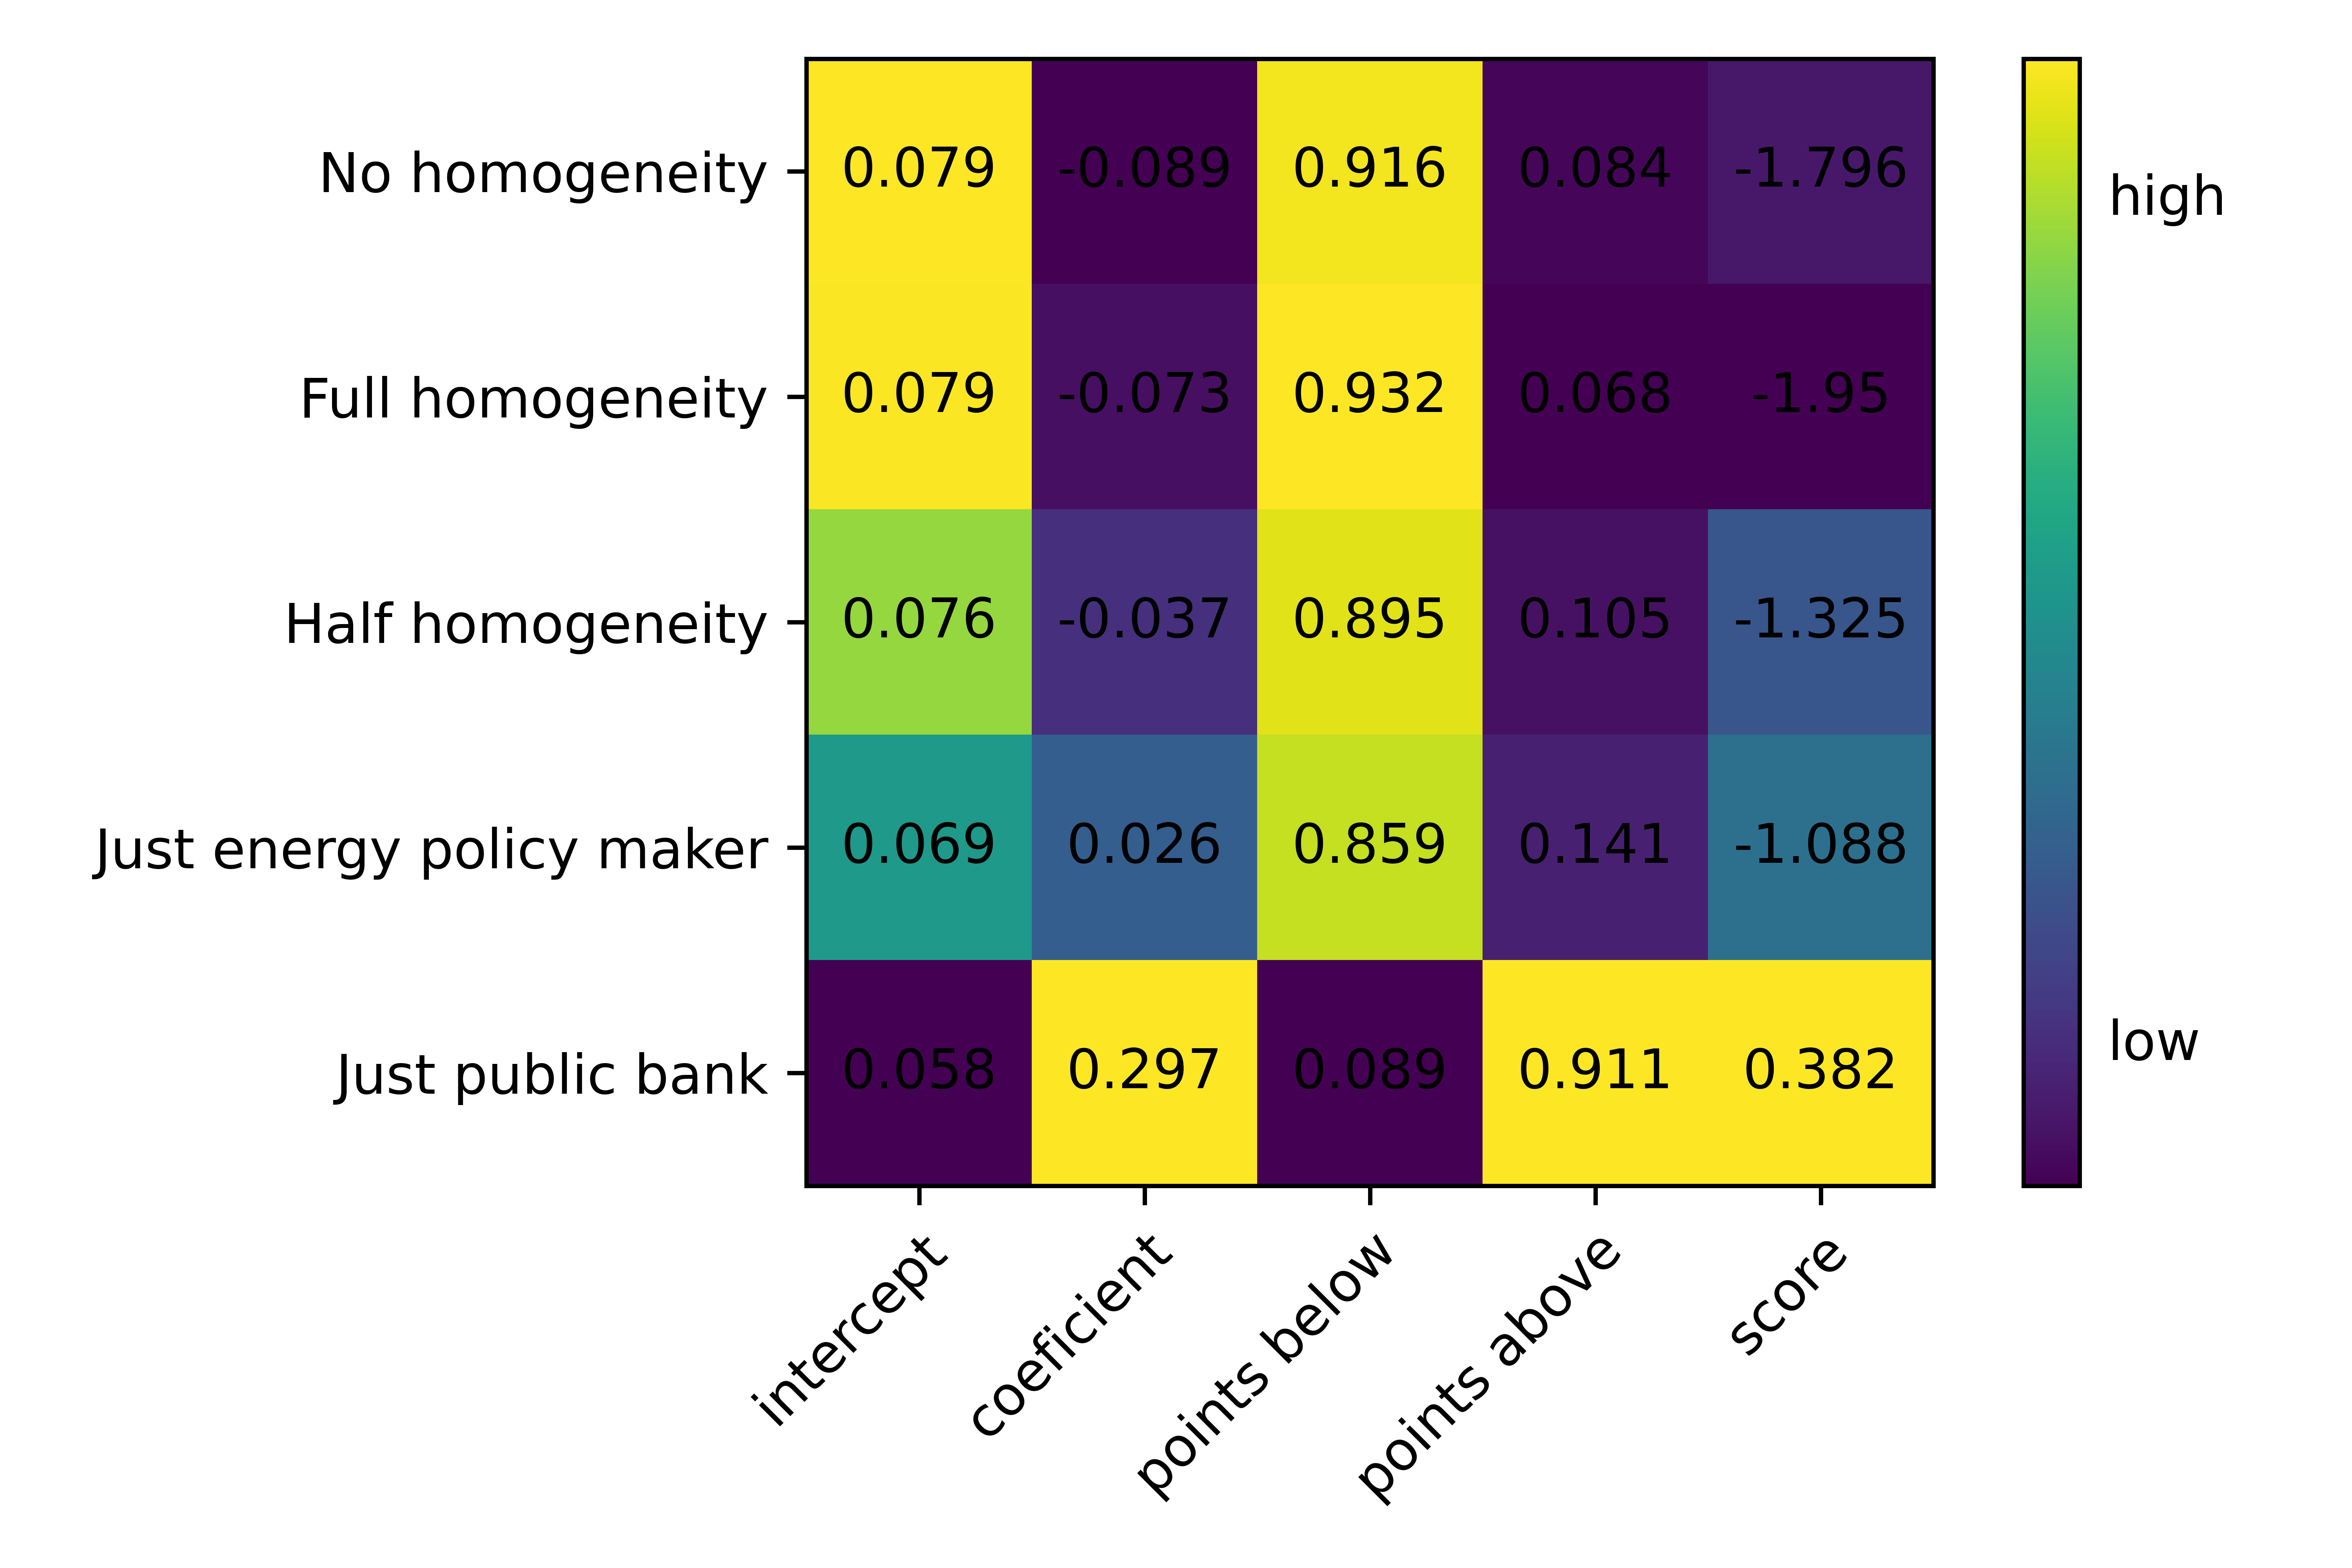 No homogeneity 0.079 -0.089 0.916 0.084 -1.796
high
Full homogeneity 0.079 -0.073 0.932 0.068 -1.95
Half homogeneity 0.076 -0.037 0.895 0.105 -1.325
Just energy policy maker 0.069 0.026 0.859 0.141 -1.088
low
Just public bank 0.058 0.297 0.089 0.911 0.382
intercept
coeficient
points below
points above
score